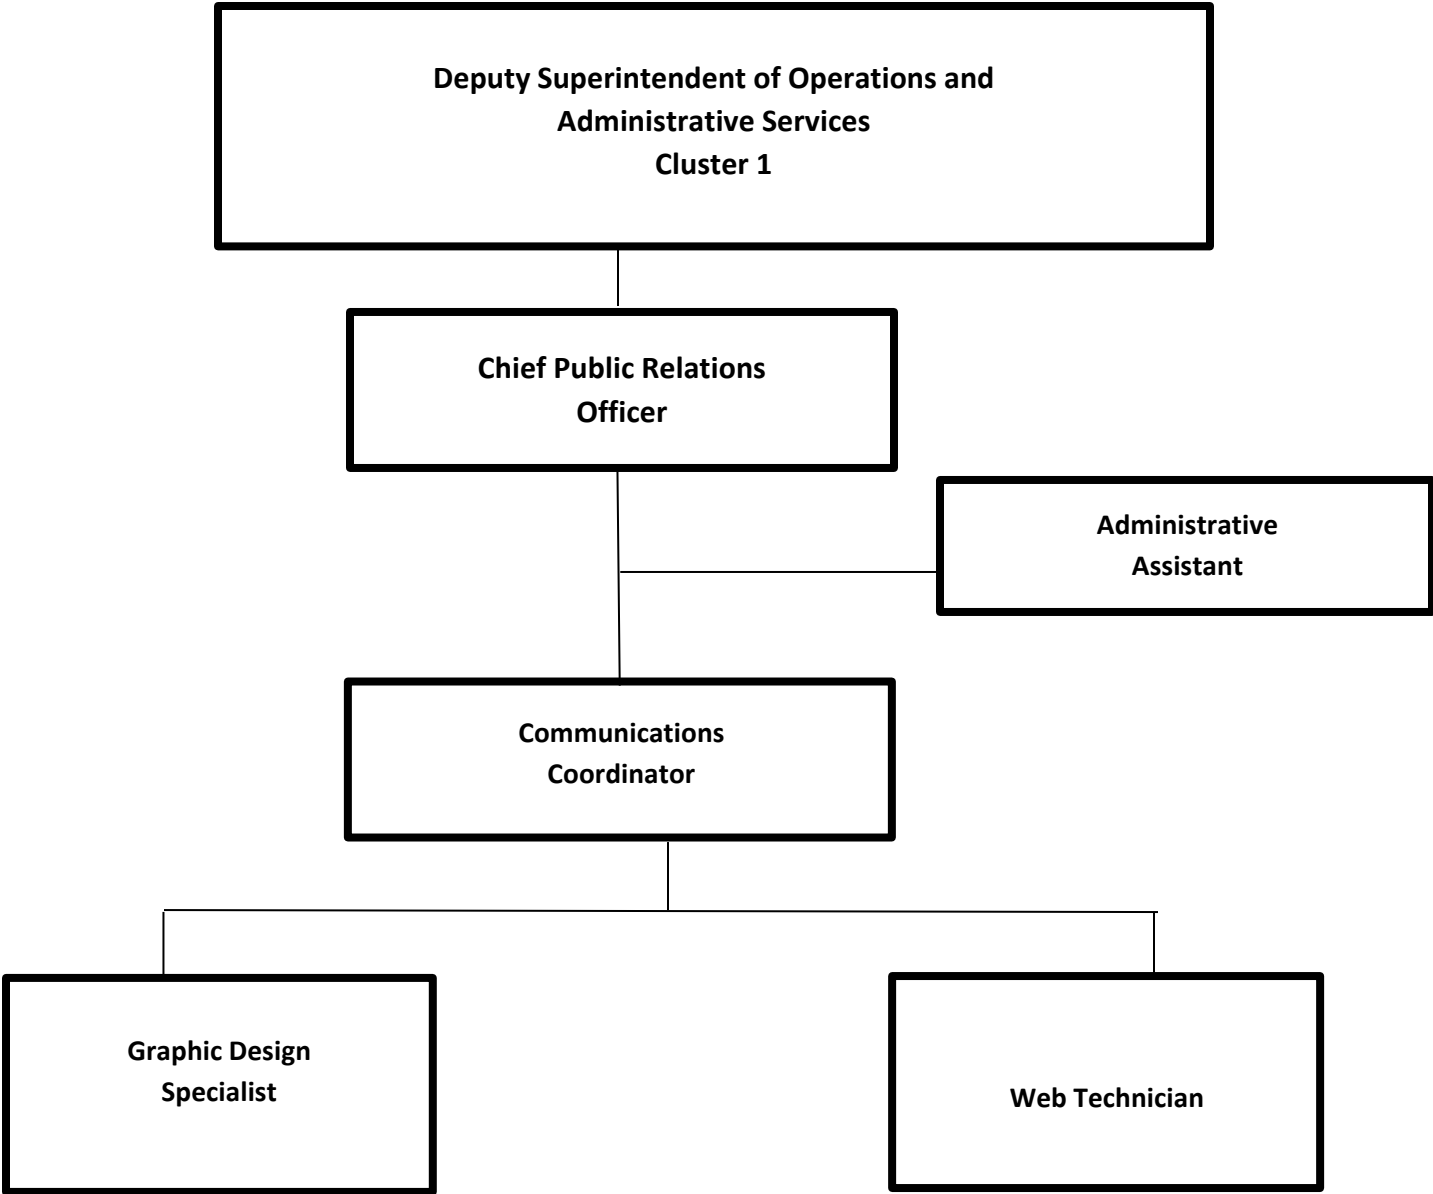 Deputy Superintendent of Operations and
Administrative Services
Cluster 1
Chief Public Relations
Officer
Administrative
Assistant
Communications
Coordinator
Graphic Design
Specialist
Web Technician